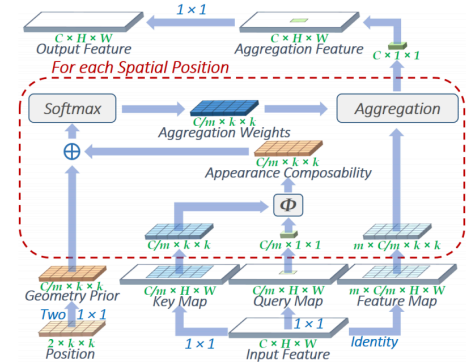 1 × 1
C × H × W
C × H × W
Output Feature
Aggregation Feature
C × 1 × 1
For each Spatial Position
Softmax
Aggregation
C/m × k × k
Aggregation Weights
⊕
C/m × k × k
Appearance Composability
Φ
C/m × k × k
C/m × 1 × 1
m × C/m × k × k
C/m × k × k
C/m × H × W
C/m × H × W
m × C/m × H × W
Geometry Prior
Key Map
Query Map
Feature Map
Two 1 × 1
1 × 1
Position
1 × 1
C × H × W
Identity
2 × k × k
Input Feature